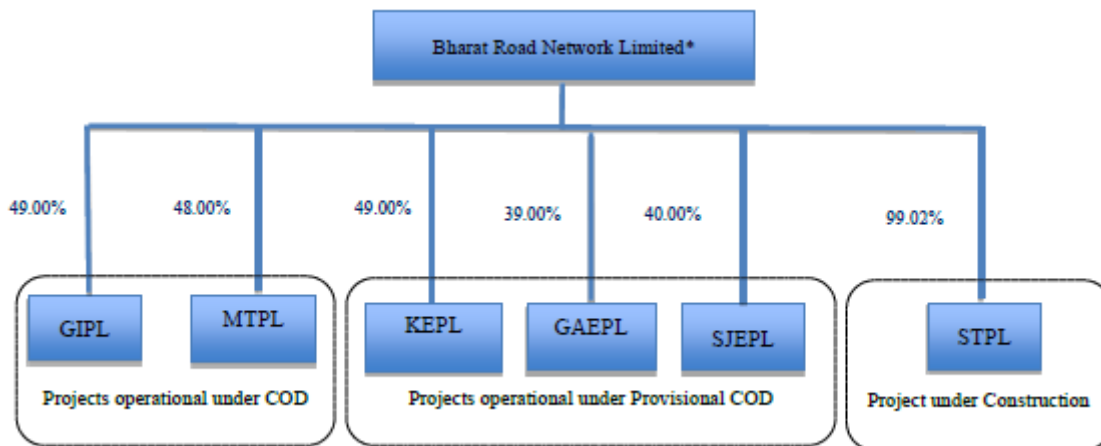 Bharat Road Network Limited*
49.00%
48.00%
49.00%
39.00%
40.00%
99.02%
GIPL
MTPL
KEPL
GAEPL
SJEPL
STPL
Projects operational under COD
Projects operational under Provisional COD
Project under Construction